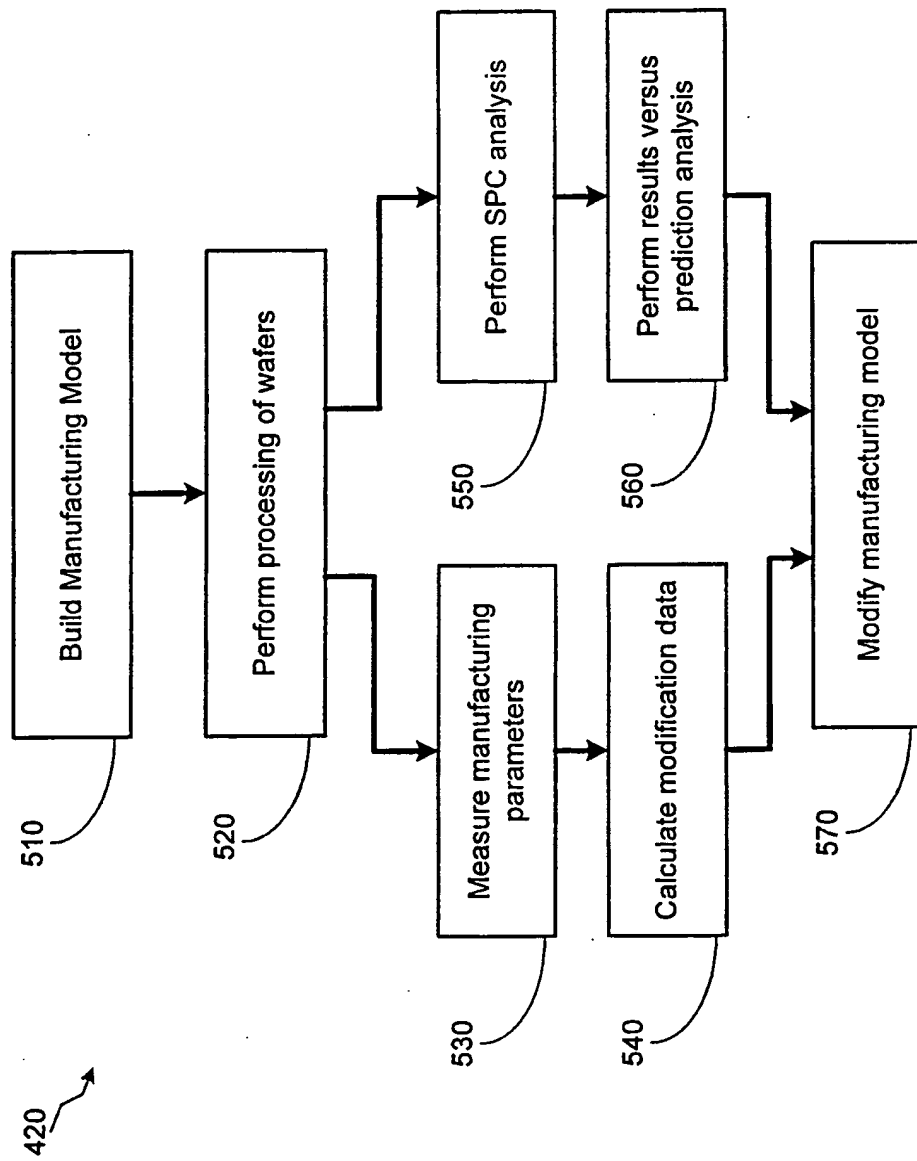 420
510
Build Manufacturing Model
520
Perform processing of wafers
530
Measure manufacturing
parameters
550
Perform SPC analysis
540
Calculate modification data
560
Perform results versus
prediction analysis
570
Modify manufacturing model